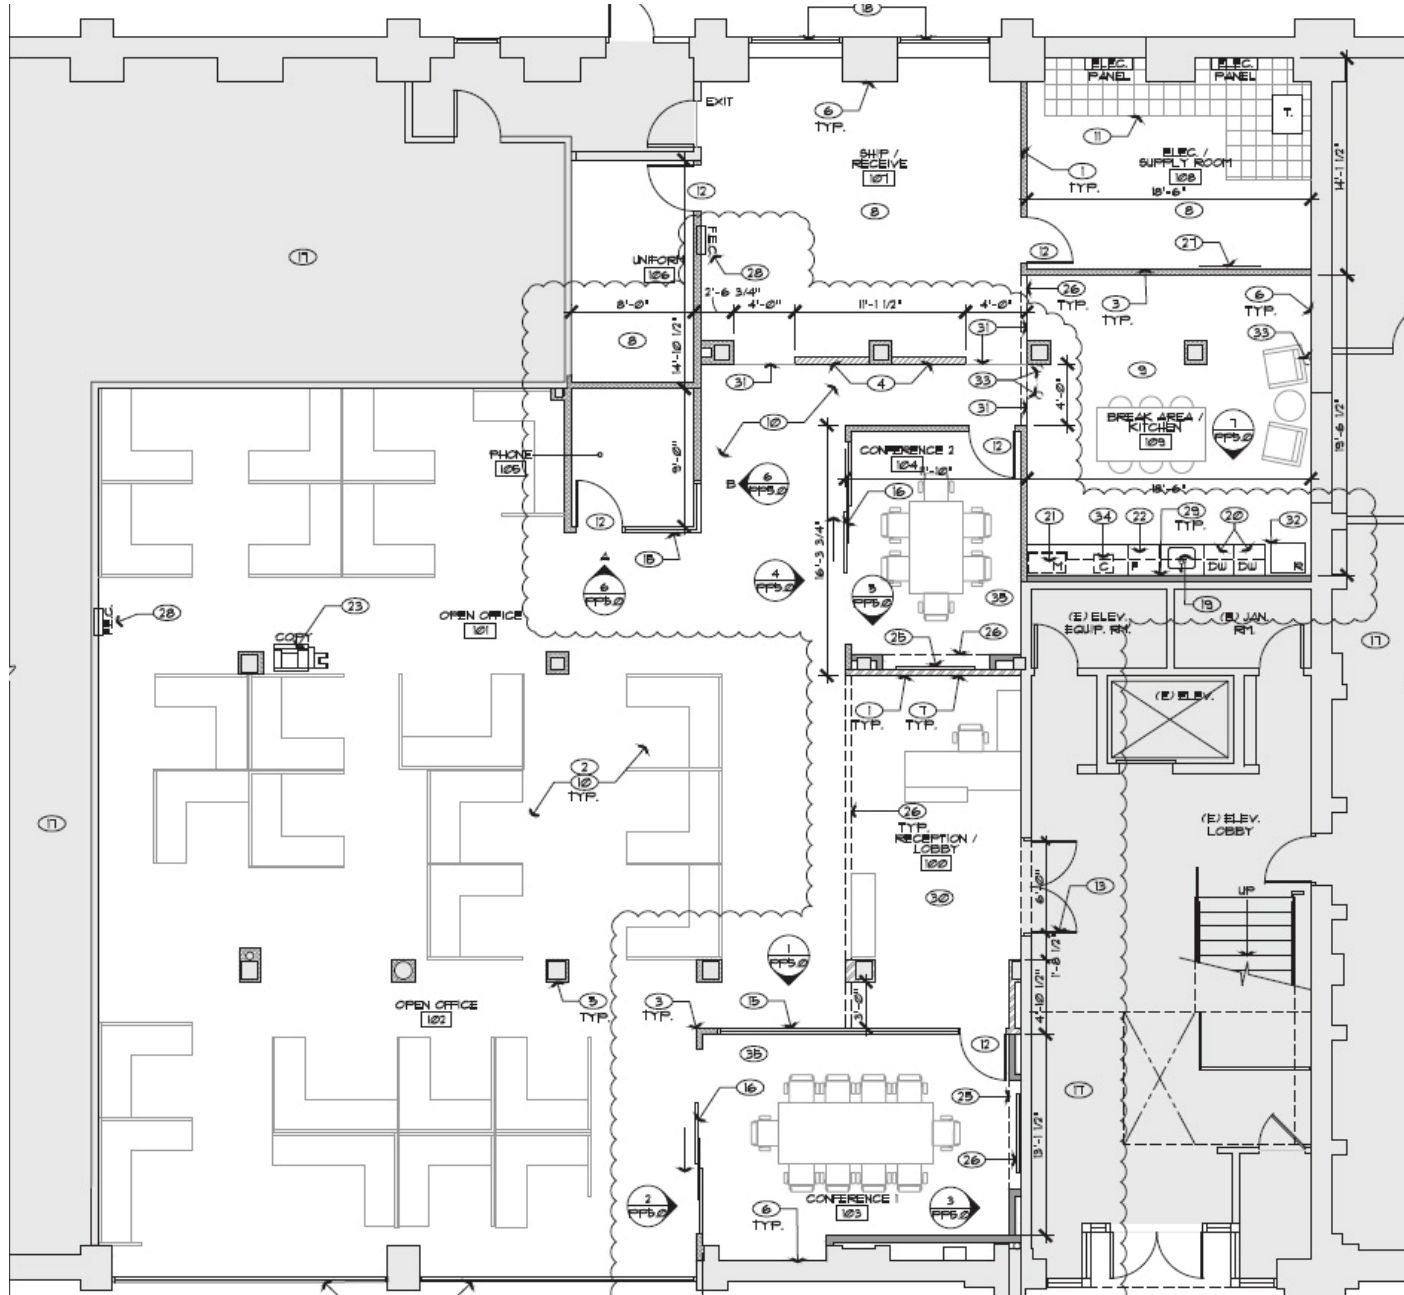 18
EXIT
6
TYP.
ELEC.
PANEL
ELEC.
PANEL
T.
11
SHIP /
RECEIVE
107
8
1
TYP.
ELEC. /
SUPPLY ROOM
108
18'-6"
8
14'-1 1/2"
12
17
F.E.C.
28
12
27
UNIFORM
106
8'-0"
2'-6 3/4"
4'-0"
11'-1 1/2"
4'-0"
26
TYP.
3
TYP.
6
TYP.
8
14'-10 1/2"
31
33
31
4
33
9
4'-0"
31
10
BREAK AREA /
KITCHEN
109
7
PP5.0
19'-6 1/2"
9'-0"
PHONE
105
CONFERENCE 2
104
12
11'-10"
18'-6"
B
6
PP5.0
16
16'-3 3/4"
12
15
21
34
22
29
TYP.
20
32
M
C
F
DW
DW
R
19
A
6
PP5.0
4
PP5.0
5
PP5.0
35
F.E.C.
28
23
COPY
OPEN OFFICE
101
25
26
(E) ELEV.
EQUIP. RM.
(E) JAN.
RM.
17
(E) ELEV.
1
TYP.
7
TYP.
2
10
TYP.
17
26
TYP.
RECEPTION /
LOBBY
100
30
(E) ELEV.
LOBBY
6'-0"
13
UP
1'-8 1/2"
1
PP5.0
OPEN OFFICE
102
5
TYP.
3
TYP.
15
3'-0"
4'-10 1/2"
35
12
16
25
17
13'-1 1/2"
26
2
PP5.0
CONFERENCE 1
103
3
PP5.0
6
TYP.